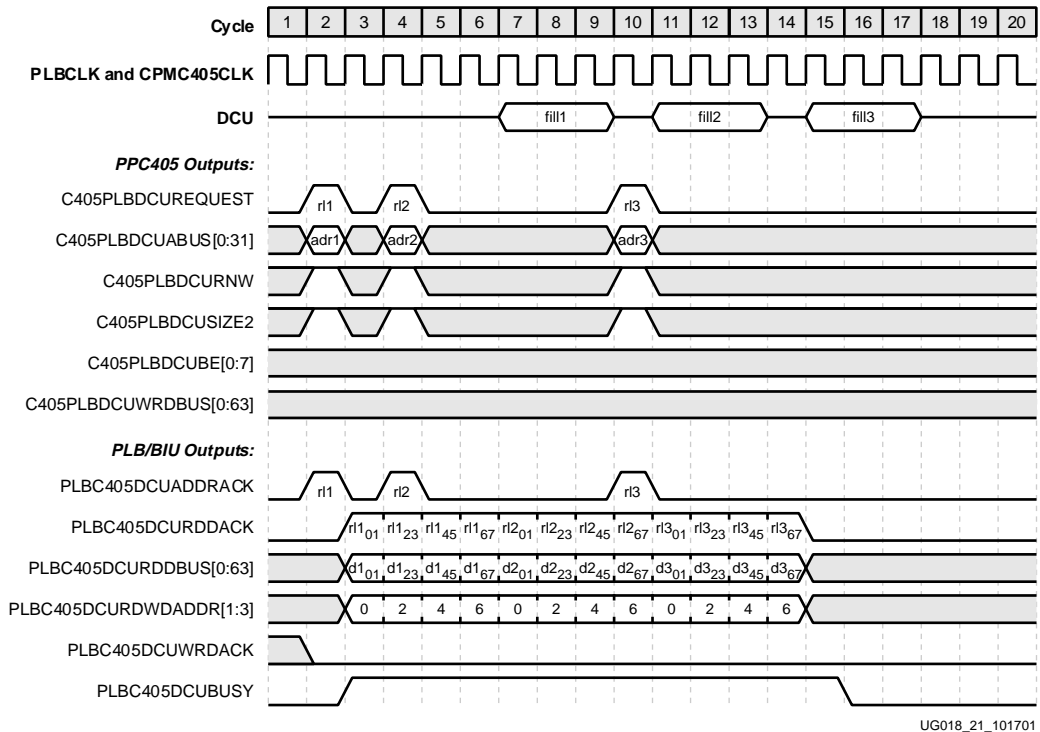 Cycle 1 2 3 4 5 6 7 8 9 10 11 12 13 14 15 16 17 18 19 20
PLBCLK and CPMC405CLK
DCU fill1 fill2 fill3
PPC405 Outputs:
C405PLBDCUREQUEST rl1 rl2 rl3
C405PLBDCUABUS[0:31] adr1 adr2 adr3
C405PLBDCURNW
C405PLBDCUSIZE2
C405PLBDCUBE[0:7]
C405PLBDCUWRDBUS[0:63]
PLB/BIU Outputs:
PLBC405DCUADDRACK rl1 rl2 rl3
PLBC405DCURDDACK rl1₀₁ rl1₂₃ rl1₄₅ rl1₆₇ rl2₀₁ rl2₂₃ rl2₄₅ rl2₆₇ rl3₀₁ rl3₂₃ rl3₄₅ rl3₆₇
PLBC405DCURDDBUS[0:63] d1₀₁ d1₂₃ d1₄₅ d1₆₇ d2₀₁ d2₂₃ d2₄₅ d2₆₇ d3₀₁ d3₂₃ d3₄₅ d3₆₇
PLBC405DCURDWDADDR[1:3] 0 2 4 6 0 2 4 6 0 2 4 6
PLBC405DCUWRDACK
PLBC405DCUBUSY
UG018_21_101701